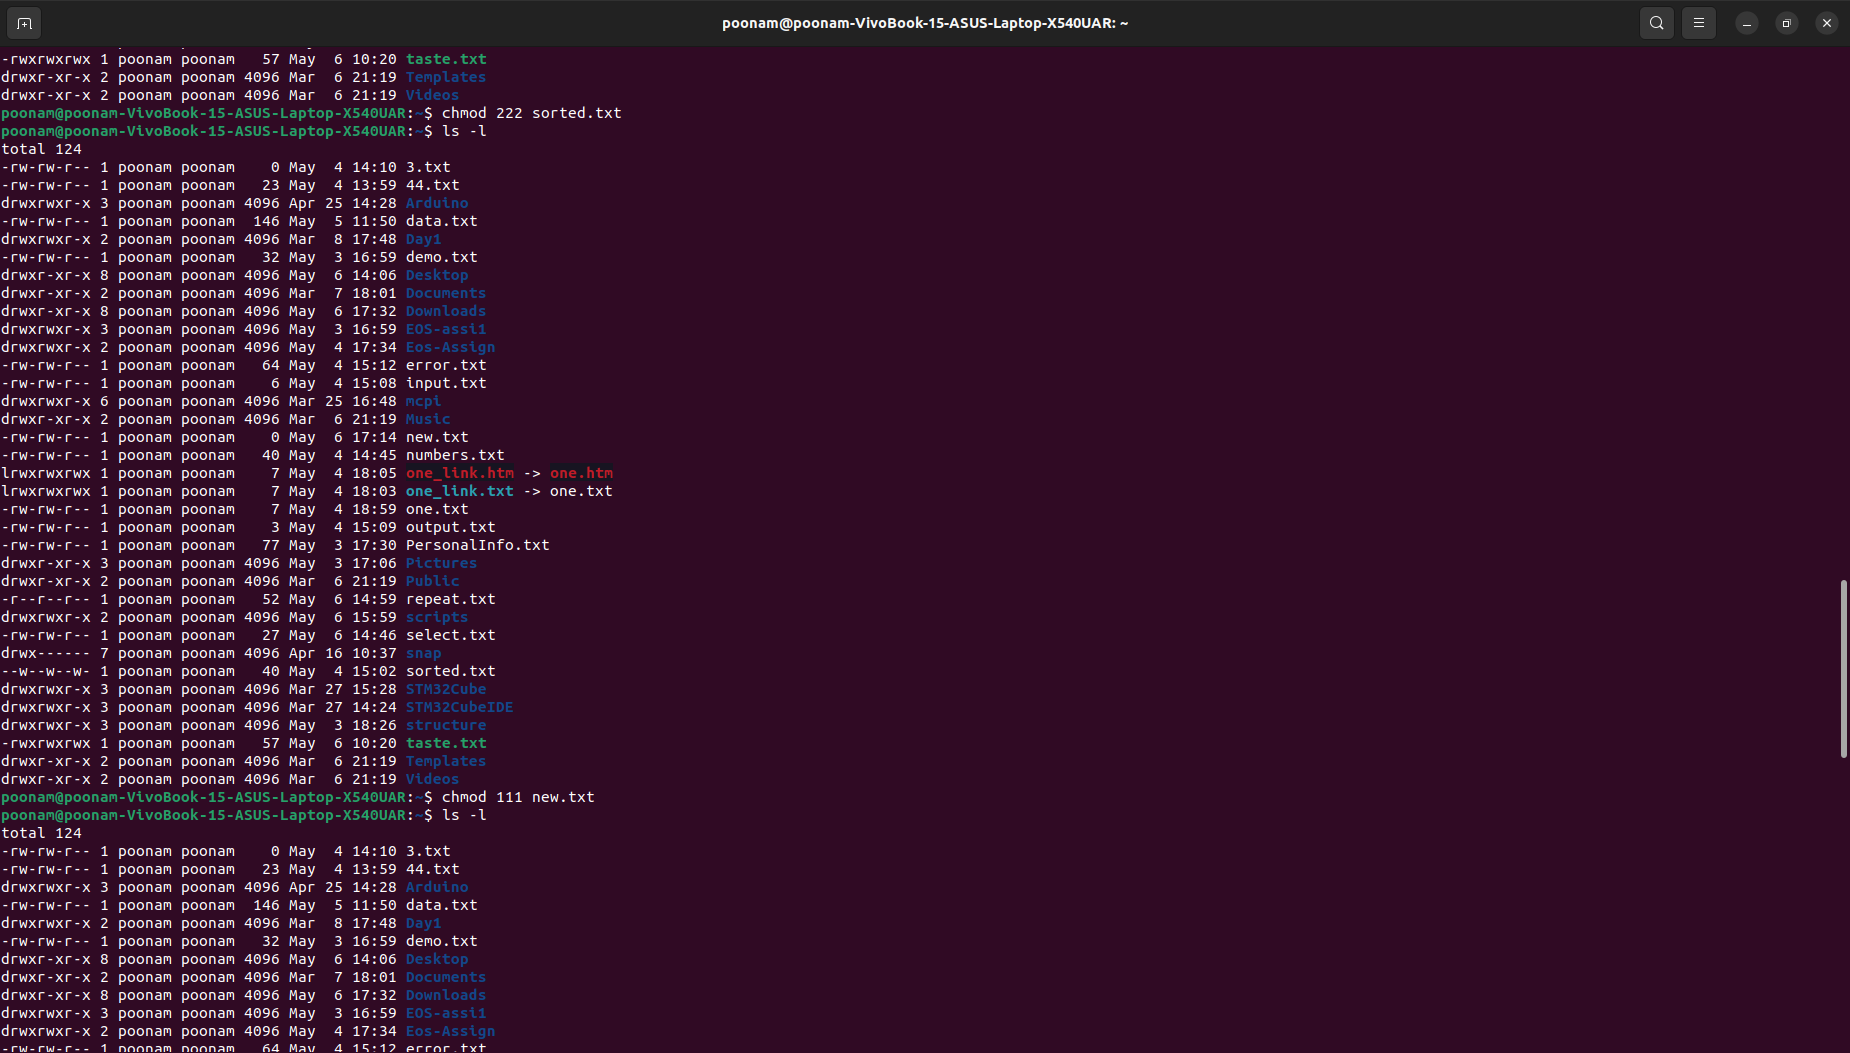 poonam@poonam-VivoBook-15-ASUS-Laptop-X540UAR: ~
-rwxrwxrwx 1 poonam poonam   57 May  6 10:20 taste.txt
drwxr-xr-x 2 poonam poonam 4096 Mar  6 21:19 Templates
drwxr-xr-x 2 poonam poonam 4096 Mar  6 21:19 Videos
poonam@poonam-VivoBook-15-ASUS-Laptop-X540UAR:~$ chmod 222 sorted.txt
poonam@poonam-VivoBook-15-ASUS-Laptop-X540UAR:~$ ls -l
total 124
-rw-rw-r-- 1 poonam poonam    0 May  4 14:10 3.txt
-rw-rw-r-- 1 poonam poonam   23 May  4 13:59 44.txt
drwxrwxr-x 3 poonam poonam 4096 Apr 25 14:28 Arduino
-rw-rw-r-- 1 poonam poonam  146 May  5 11:50 data.txt
drwxrwxr-x 2 poonam poonam 4096 Mar  8 17:48 Day1
-rw-rw-r-- 1 poonam poonam   32 May  3 16:59 demo.txt
drwxr-xr-x 8 poonam poonam 4096 May  6 14:06 Desktop
drwxr-xr-x 2 poonam poonam 4096 Mar  7 18:01 Documents
drwxr-xr-x 8 poonam poonam 4096 May  6 17:32 Downloads
drwxrwxr-x 3 poonam poonam 4096 May  3 16:59 EOS-assi1
drwxrwxr-x 2 poonam poonam 4096 May  4 17:34 Eos-Assign
-rw-rw-r-- 1 poonam poonam   64 May  4 15:12 error.txt
-rw-rw-r-- 1 poonam poonam    6 May  4 15:08 input.txt
drwxrwxr-x 6 poonam poonam 4096 Mar 25 16:48 mcpi
drwxr-xr-x 2 poonam poonam 4096 Mar  6 21:19 Music
-rw-rw-r-- 1 poonam poonam    0 May  6 17:14 new.txt
-rw-rw-r-- 1 poonam poonam   40 May  4 14:45 numbers.txt
lrwxrwxrwx 1 poonam poonam    7 May  4 18:05 one_link.htm -> one.htm
lrwxrwxrwx 1 poonam poonam    7 May  4 18:03 one_link.txt -> one.txt
-rw-rw-r-- 1 poonam poonam    7 May  4 18:59 one.txt
-rw-rw-r-- 1 poonam poonam    3 May  4 15:09 output.txt
-rw-rw-r-- 1 poonam poonam   77 May  3 17:30 PersonalInfo.txt
drwxr-xr-x 3 poonam poonam 4096 May  3 17:06 Pictures
drwxr-xr-x 2 poonam poonam 4096 Mar  6 21:19 Public
-r--r--r-- 1 poonam poonam   52 May  6 14:59 repeat.txt
drwxrwxr-x 2 poonam poonam 4096 May  6 15:59 scripts
-rw-rw-r-- 1 poonam poonam   27 May  6 14:46 select.txt
drwx------ 7 poonam poonam 4096 Apr 16 10:37 snap
--w--w--w- 1 poonam poonam   40 May  4 15:02 sorted.txt
drwxrwxr-x 3 poonam poonam 4096 Mar 27 15:28 STM32Cube
drwxrwxr-x 3 poonam poonam 4096 Mar 27 14:24 STM32CubeIDE
drwxrwxr-x 3 poonam poonam 4096 May  3 18:26 structure
-rwxrwxrwx 1 poonam poonam   57 May  6 10:20 taste.txt
drwxr-xr-x 2 poonam poonam 4096 Mar  6 21:19 Templates
drwxr-xr-x 2 poonam poonam 4096 Mar  6 21:19 Videos
poonam@poonam-VivoBook-15-ASUS-Laptop-X540UAR:~$ chmod 111 new.txt
poonam@poonam-VivoBook-15-ASUS-Laptop-X540UAR:~$ ls -l
total 124
-rw-rw-r-- 1 poonam poonam    0 May  4 14:10 3.txt
-rw-rw-r-- 1 poonam poonam   23 May  4 13:59 44.txt
drwxrwxr-x 3 poonam poonam 4096 Apr 25 14:28 Arduino
-rw-rw-r-- 1 poonam poonam  146 May  5 11:50 data.txt
drwxrwxr-x 2 poonam poonam 4096 Mar  8 17:48 Day1
-rw-rw-r-- 1 poonam poonam   32 May  3 16:59 demo.txt
drwxr-xr-x 8 poonam poonam 4096 May  6 14:06 Desktop
drwxr-xr-x 2 poonam poonam 4096 Mar  7 18:01 Documents
drwxr-xr-x 8 poonam poonam 4096 May  6 17:32 Downloads
drwxrwxr-x 3 poonam poonam 4096 May  3 16:59 EOS-assi1
drwxrwxr-x 2 poonam poonam 4096 May  4 17:34 Eos-Assign
-rw-rw-r-- 1 poonam poonam   64 May  4 15:12 error.txt